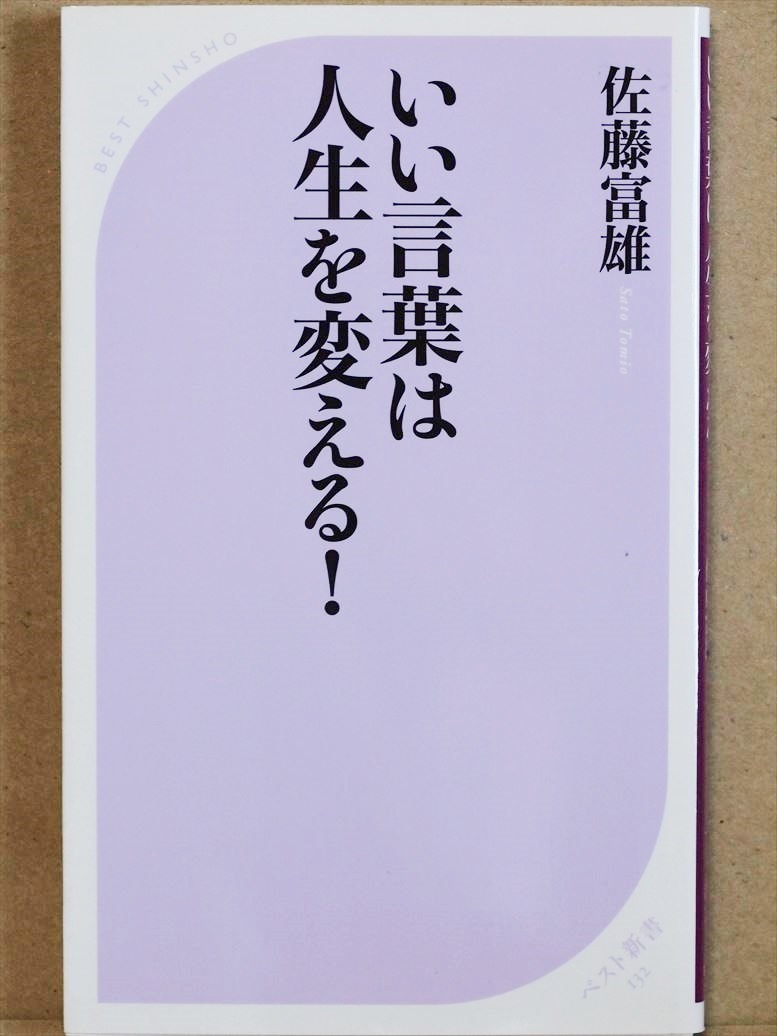 BEST SHINSHO
佐藤富雄
Sato Tomio
いい言葉は
人生を変える!
ベスト新書
132